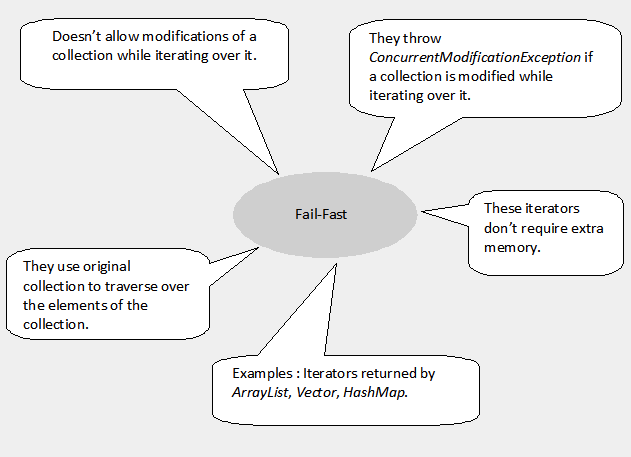 Doesn’t allow modifications of a
collection while iterating over it.
They throw
ConcurrentModificationException if
a collection is modified while
iterating over it.
Fail-Fast
These iterators
don’t require extra
memory.
They use original
collection to traverse over
the elements of the
collection.
Examples : Iterators returned by
ArrayList, Vector, HashMap.